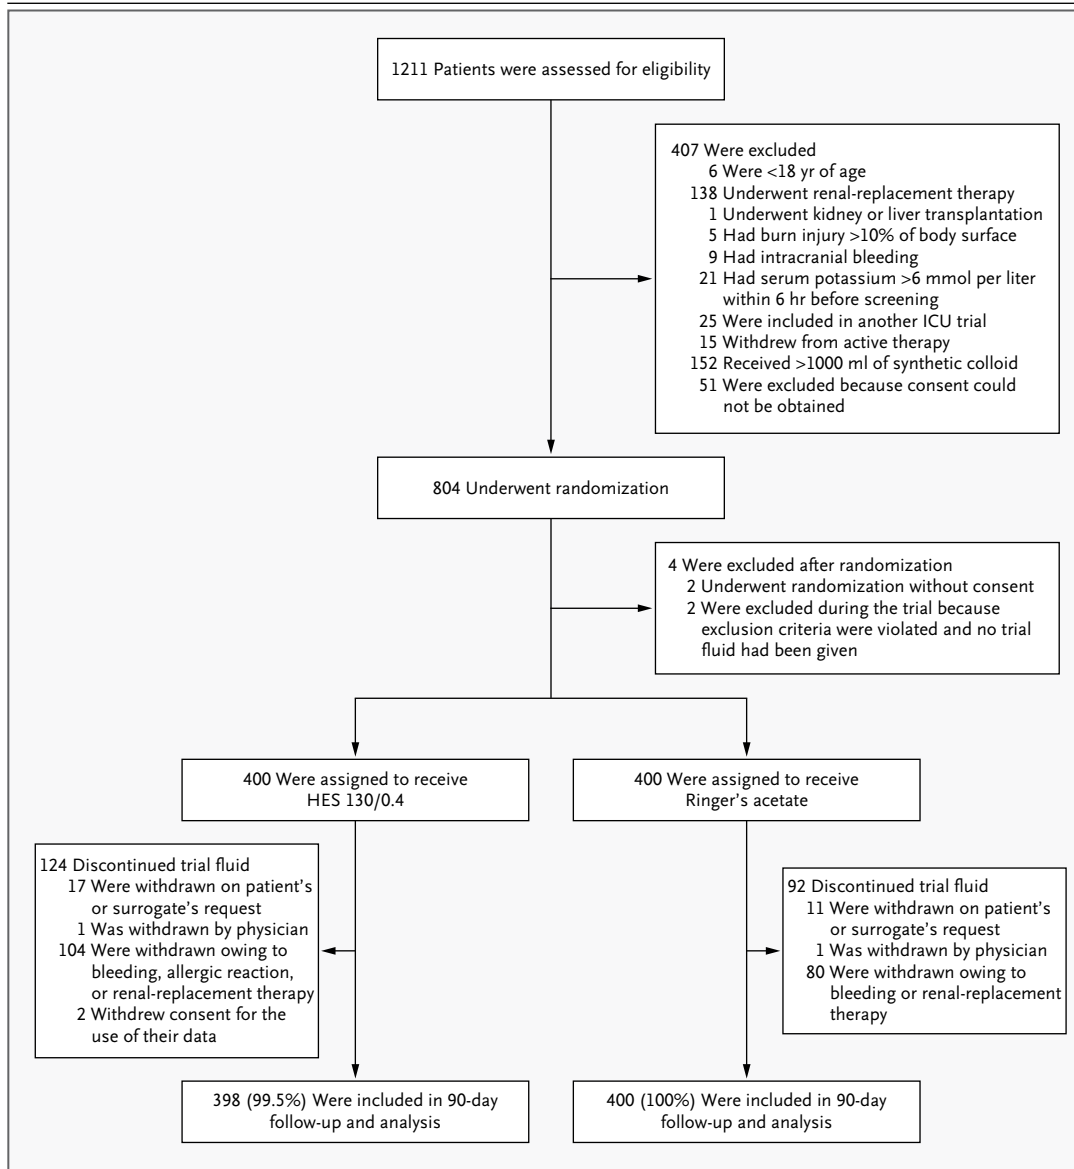 1211 Patients were assessed for eligibility
407 Were excluded
6 Were <18 yr of age
138 Underwent renal-replacement therapy
1 Underwent kidney or liver transplantation
5 Had burn injury >10% of body surface
9 Had intracranial bleeding
21 Had serum potassium >6 mmol per liter
within 6 hr before screening
25 Were included in another ICU trial
15 Withdrew from active therapy
152 Received >1000 ml of synthetic colloid
51 Were excluded because consent could
not be obtained
804 Underwent randomization
4 Were excluded after randomization
2 Underwent randomization without consent
2 Were excluded during the trial because
exclusion criteria were violated and no trial
fluid had been given
400 Were assigned to receive
HES 130/0.4
400 Were assigned to receive
Ringer's acetate
124 Discontinued trial fluid
17 Were withdrawn on patient's
or surrogate's request
1 Was withdrawn by physician
104 Were withdrawn owing to
bleeding, allergic reaction,
or renal-replacement therapy
2 Withdrew consent for the
use of their data
92 Discontinued trial fluid
11 Were withdrawn on patient's
or surrogate's request
1 Was withdrawn by physician
80 Were withdrawn owing to
bleeding or renal-replacement
therapy
398 (99.5%) Were included in 90-day
follow-up and analysis
400 (100%) Were included in 90-day
follow-up and analysis